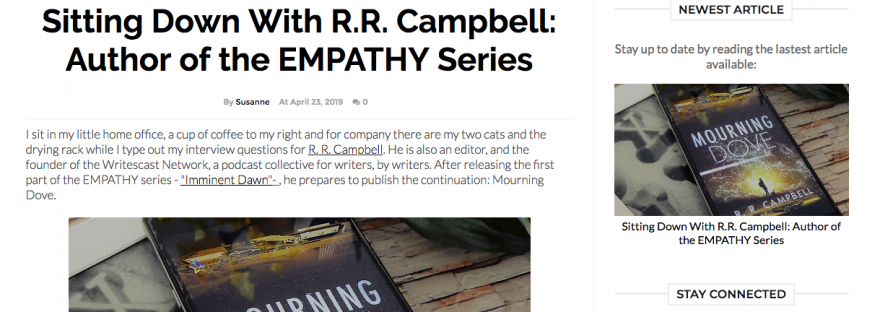 Sitting Down With R.R. Campbell:
Author of the EMPATHY Series
By Susanne At April 23, 2019 0
I sit in my little home office, a cup of coffee to my right and for company there are my two cats and the
drying rack while I type out my interview questions for R. R. Campbell. He is also an editor, and the
founder of the Writescast Network, a podcast collective for writers, by writers. After releasing the first
part of the EMPATHY series - "Imminent Dawn"- , he prepares to publish the continuation: Mourning
Dove.
MOURNING
NEWEST ARTICLE
Stay up to date by reading the lastest article
available:
MOURNING
DOVE
R. R. CAMPBELL
Sitting Down With R.R. Campbell: Author of
the EMPATHY Series
STAY CONNECTED